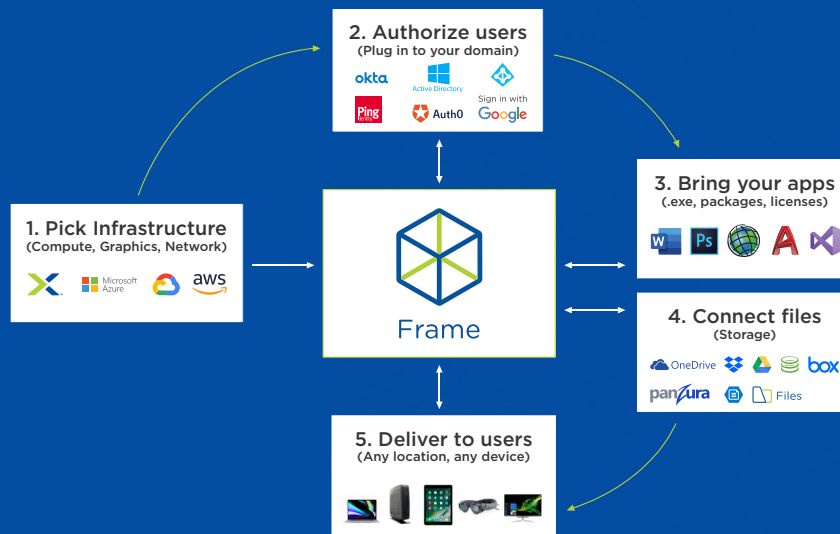 1. Pick Infrastructure
(Compute, Graphics, Network)
Microsoft
Azure
aws
2. Authorize users
(Plug in to your domain)
okta
Active Directory
Ping
Auth0
Sign in with
Google
Frame
3. Bring your apps
(.exe, packages, licenses)
W
Ps
A
4. Connect files
(Storage)
OneDrive
box
panzura
Files
5. Deliver to users
(Any location, any device)